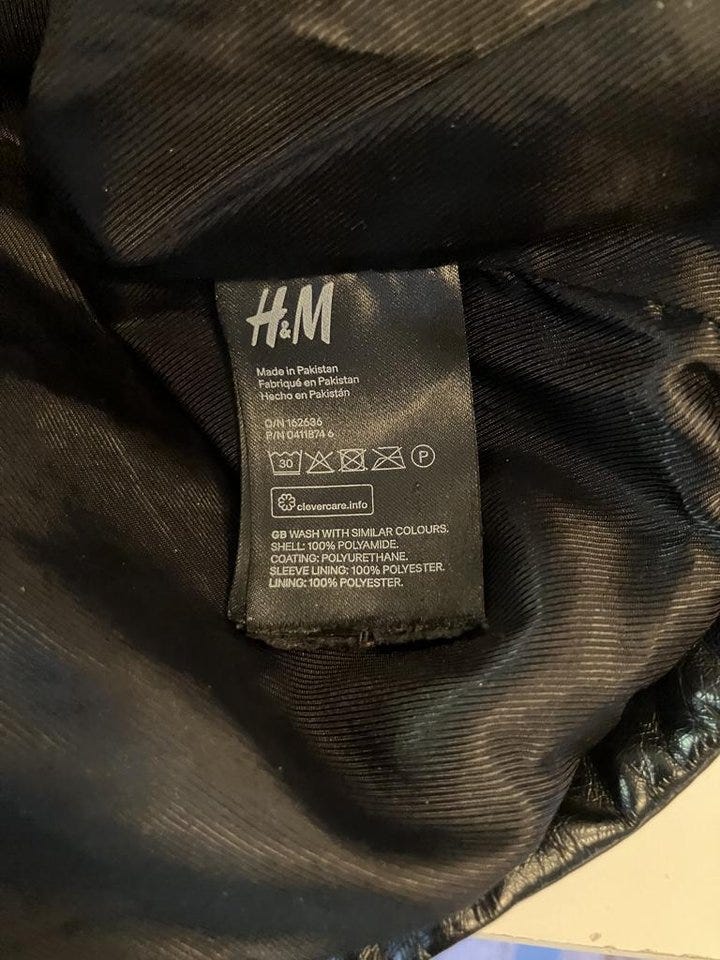 H&M
Made in Pakistan
Fabriqué en Pakistan
Hecho en Pakistán
O/N 162636
P/N 0411874 6
30 P
clevercare.info
GB WASH WITH SIMILAR COLOURS.
SHELL: 100% POLYAMIDE.
COATING: POLYURETHANE.
SLEEVE LINING: 100% POLYESTER.
LINING: 100% POLYESTER.